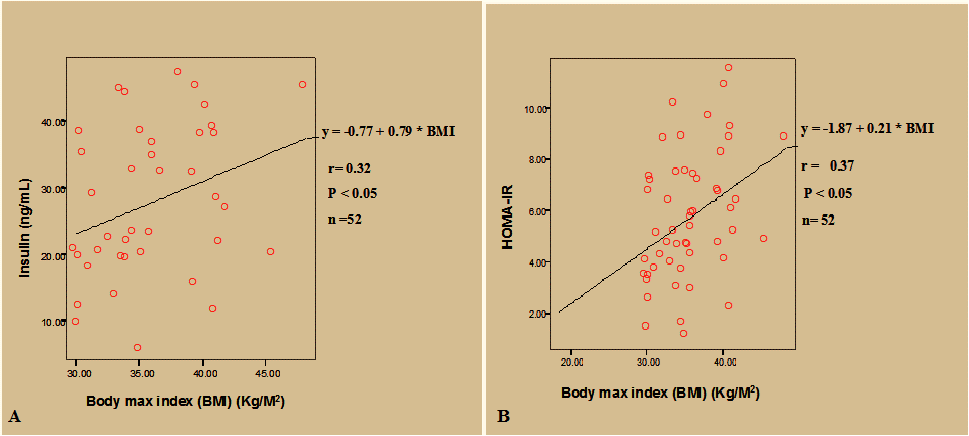 40.00
30.00
20.00
10.00
Insulin (ng/mL)
30.00 35.00 40.00 45.00
Body max index (BMI) (Kg/M²)
y = -0.77 + 0.79 * BMI
r= 0.32
P < 0.05
n =52
A
10.00
8.00
6.00
4.00
2.00
HOMA-IR
20.00 30.00 40.00
Body max index (BMI) (Kg/M²)
y = -1.87 + 0.21 * BMI
r = 0.37
P < 0.05
n= 52
B